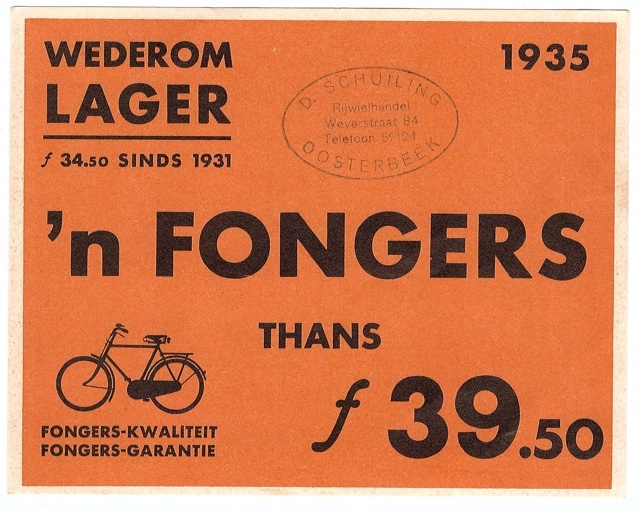 WEDEROM
LAGER
f 34.50 SINDS 1931
1935
D. SCHUILING
Rijwielhandel
Weverstraat 84
Telefoon
OOSTERBEEK
'n FONGERS
THANS
f 39.50
FONGERS-KWALITEIT
FONGERS-GARANTIE